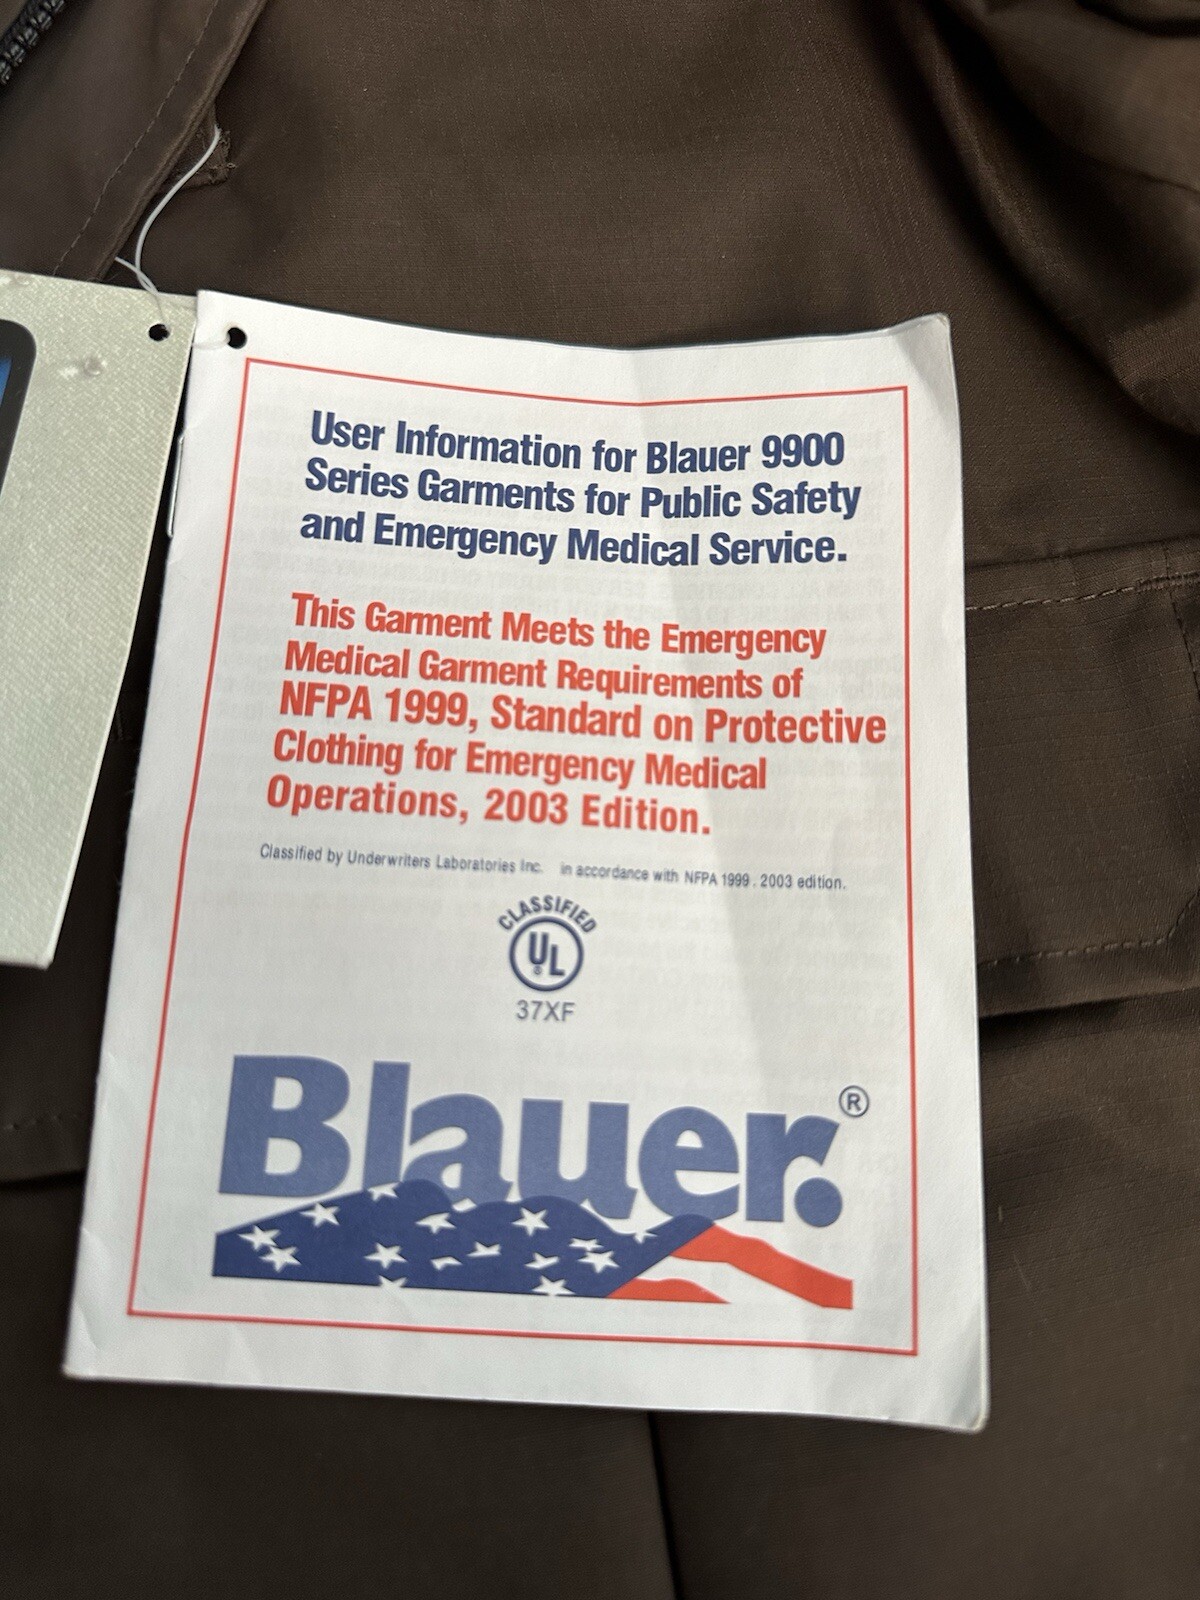 User Information for Blauer 9900
Series Garments for Public Safety
and Emergency Medical Service.
This Garment Meets the Emergency
Medical Garment Requirements of
NFPA 1999, Standard on Protective
Clothing for Emergency Medical
Operations, 2003 Edition.
Classified by Underwriters Laboratories Inc. in accordance with NFPA 1999 . 2003 edition.
CLASSIFIED
UL®
37XF
Blauer.®